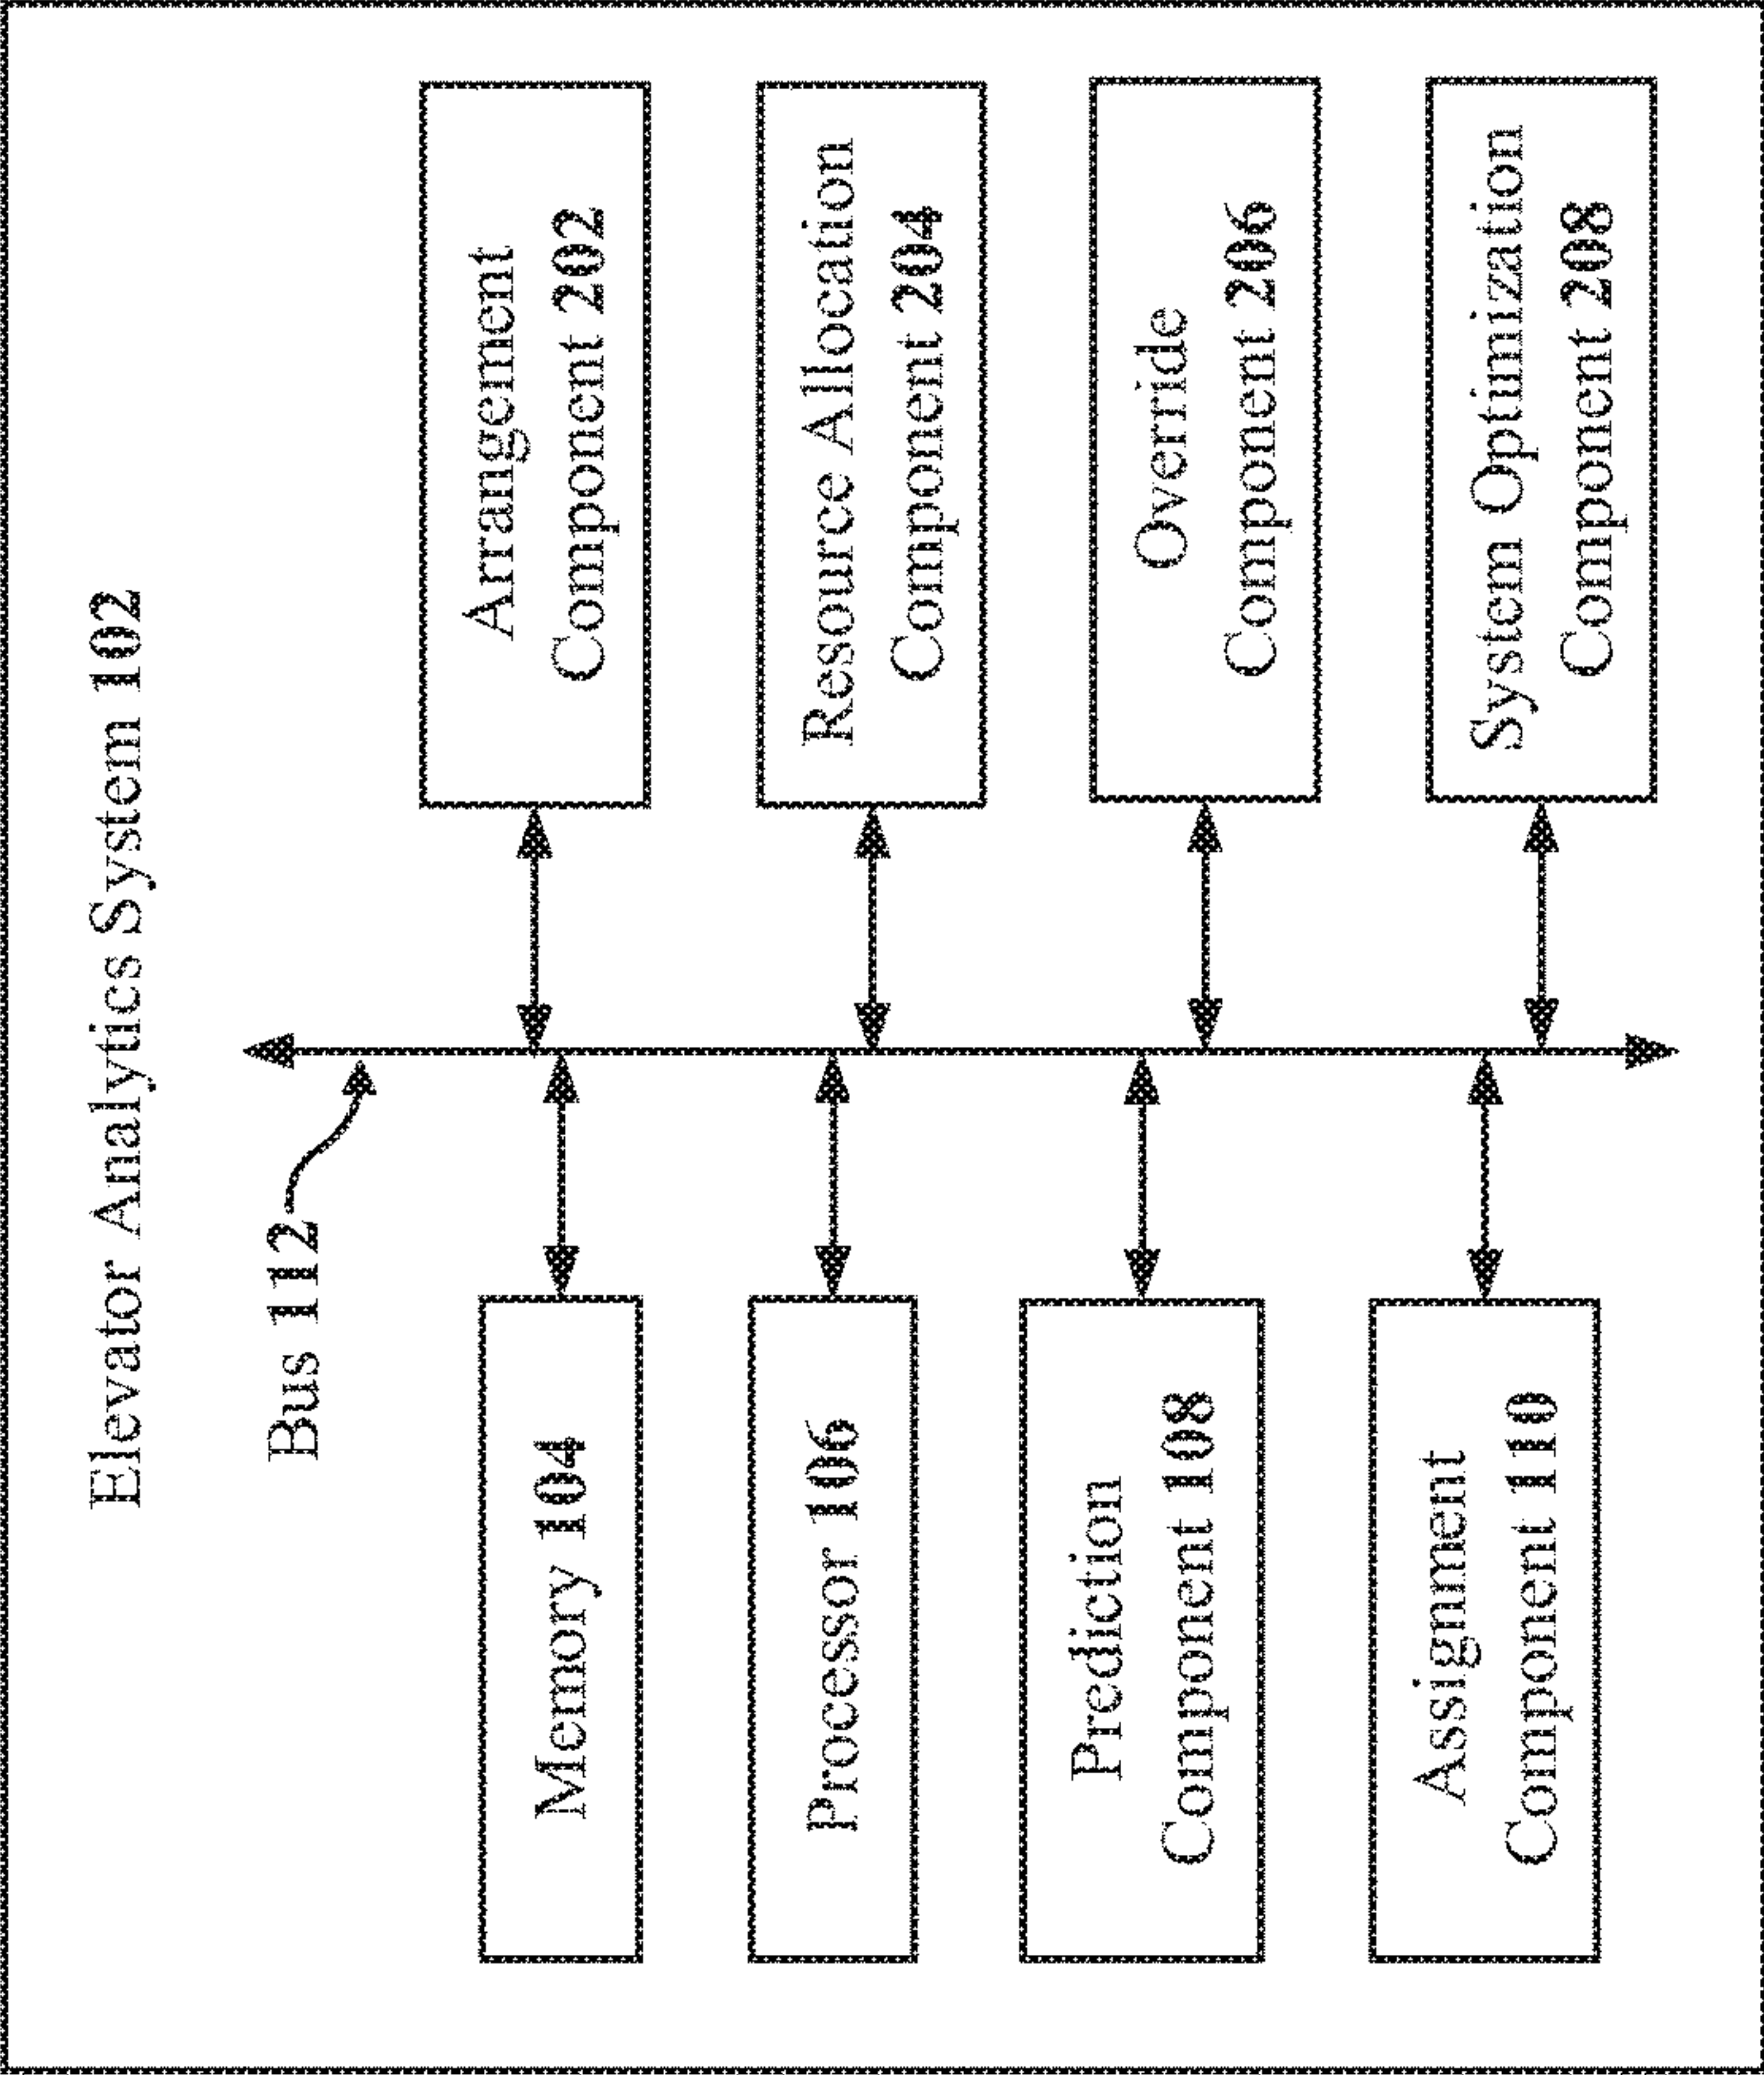 Elevator Analytics System 102
Bus 112
Memory 104
Processor 106
Prediction
Component 108
Assignment
Component 110
Arrangement
Component 202
Resource Allocation
Component 204
Override
Component 206
System Optimization
Component 208